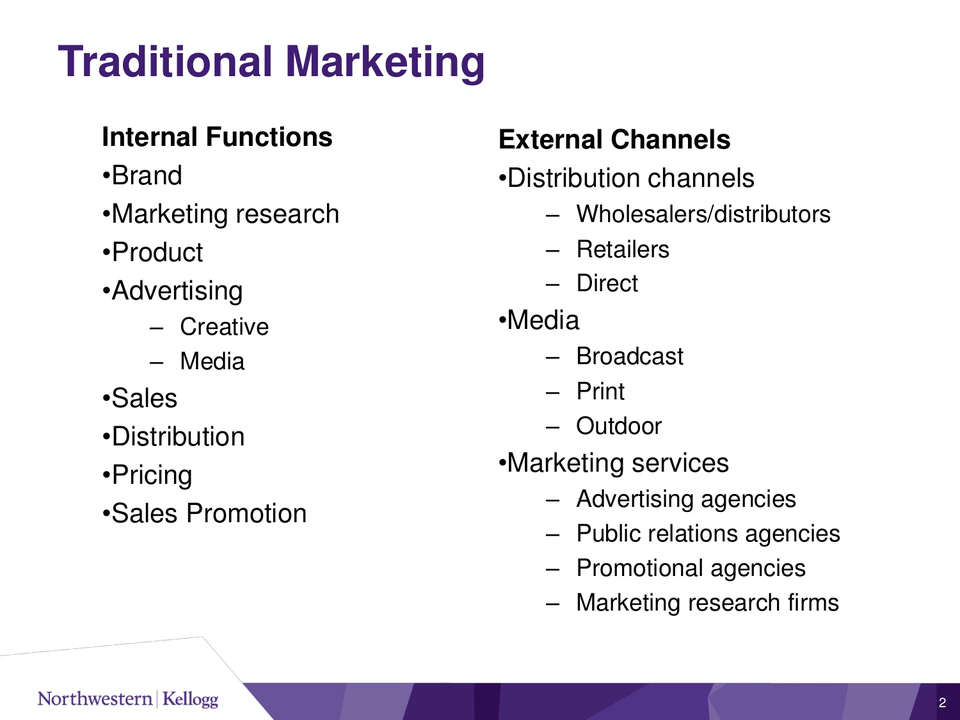 Traditional Marketing
Internal Functions
•Brand
•Marketing research
•Product
•Advertising
– Creative
– Media
•Sales
•Distribution
•Pricing
•Sales Promotion
External Channels
•Distribution channels
– Wholesalers/distributors
– Retailers
– Direct
•Media
– Broadcast
– Print
– Outdoor
•Marketing services
– Advertising agencies
– Public relations agencies
– Promotional agencies
– Marketing research firms
Northwestern | Kellogg
2